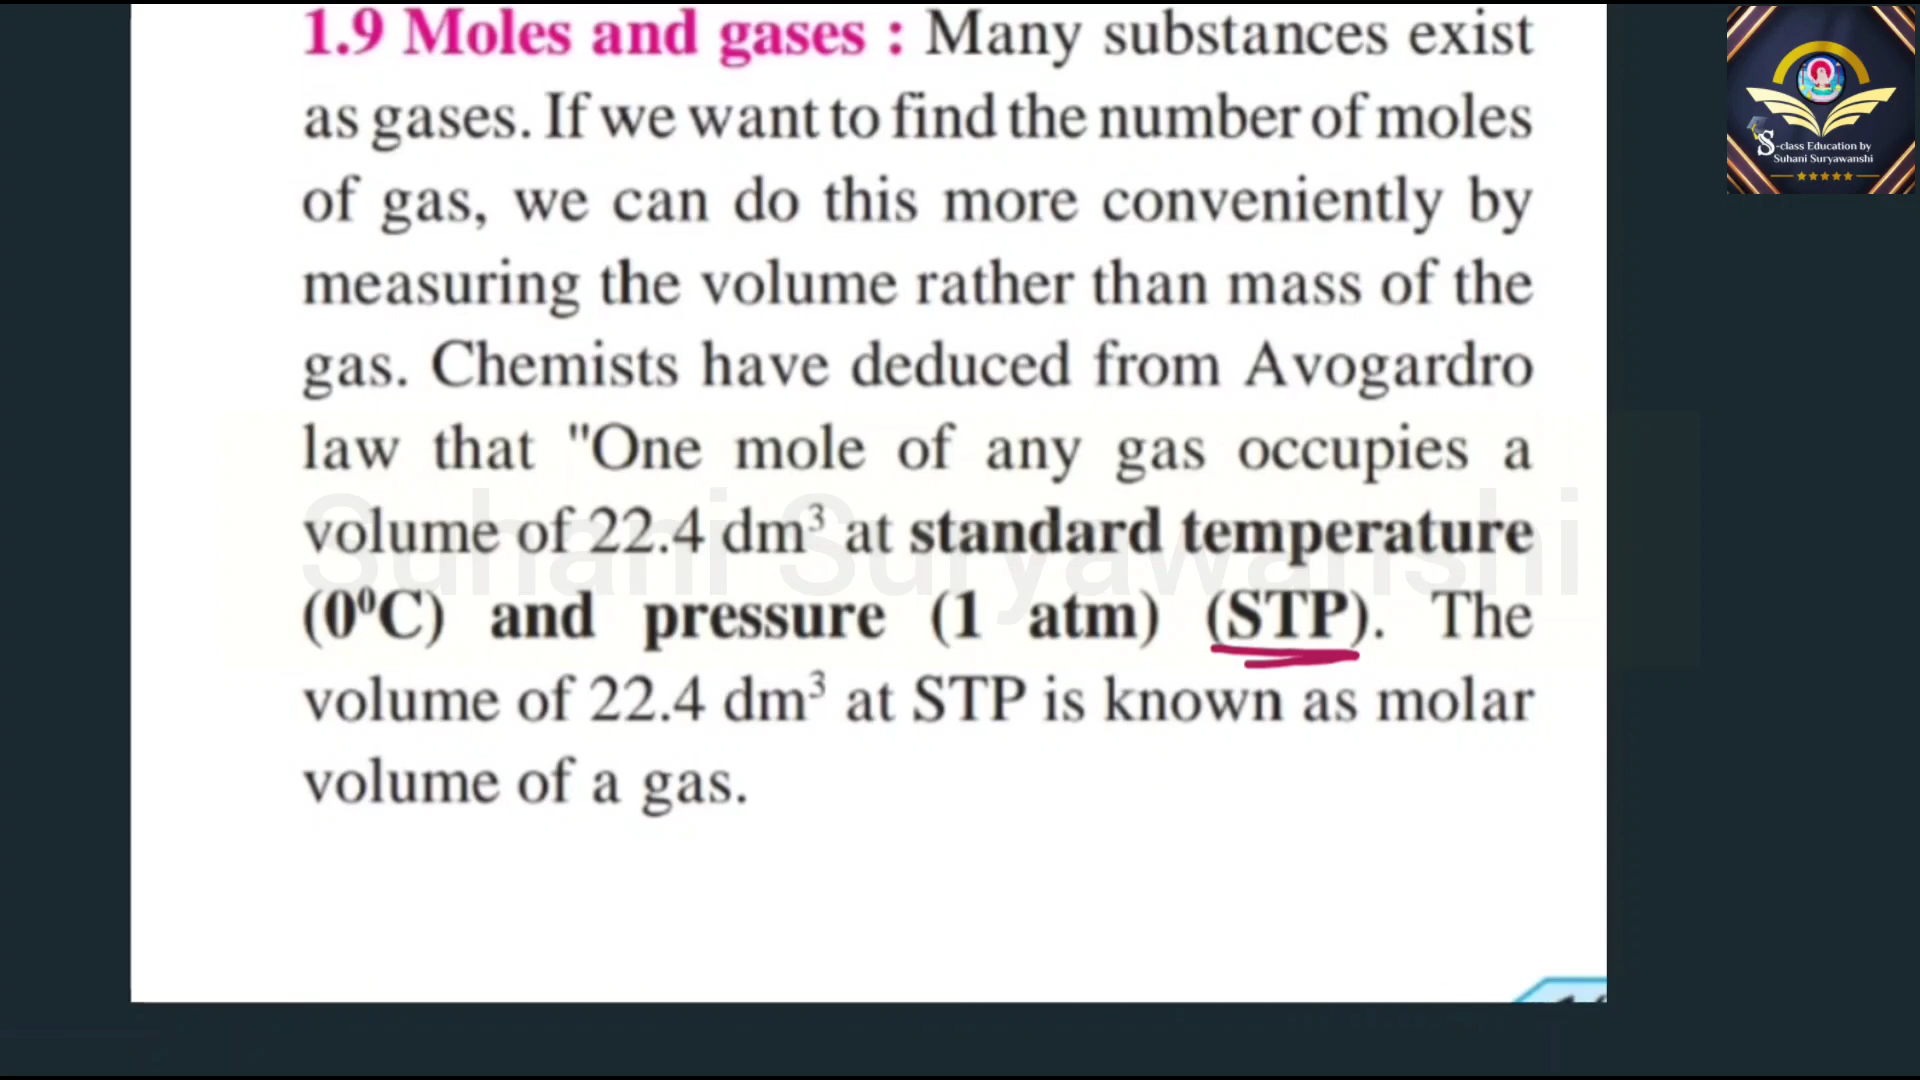 1.9 Moles and gases : Many substances exist
as gases. If we want to find the number of moles
of gas, we can do this more conveniently by
measuring the volume rather than mass of the
gas. Chemists have deduced from Avogardro
law that "One mole of any gas occupies a
volume of 22.4 dm³ at standard temperature
(0⁰C) and pressure (1 atm) (STP). The
volume of 22.4 dm³ at STP is known as molar
volume of a gas.
Suhani Suryawanshi
S-class Education by
Suhani Suryawanshi